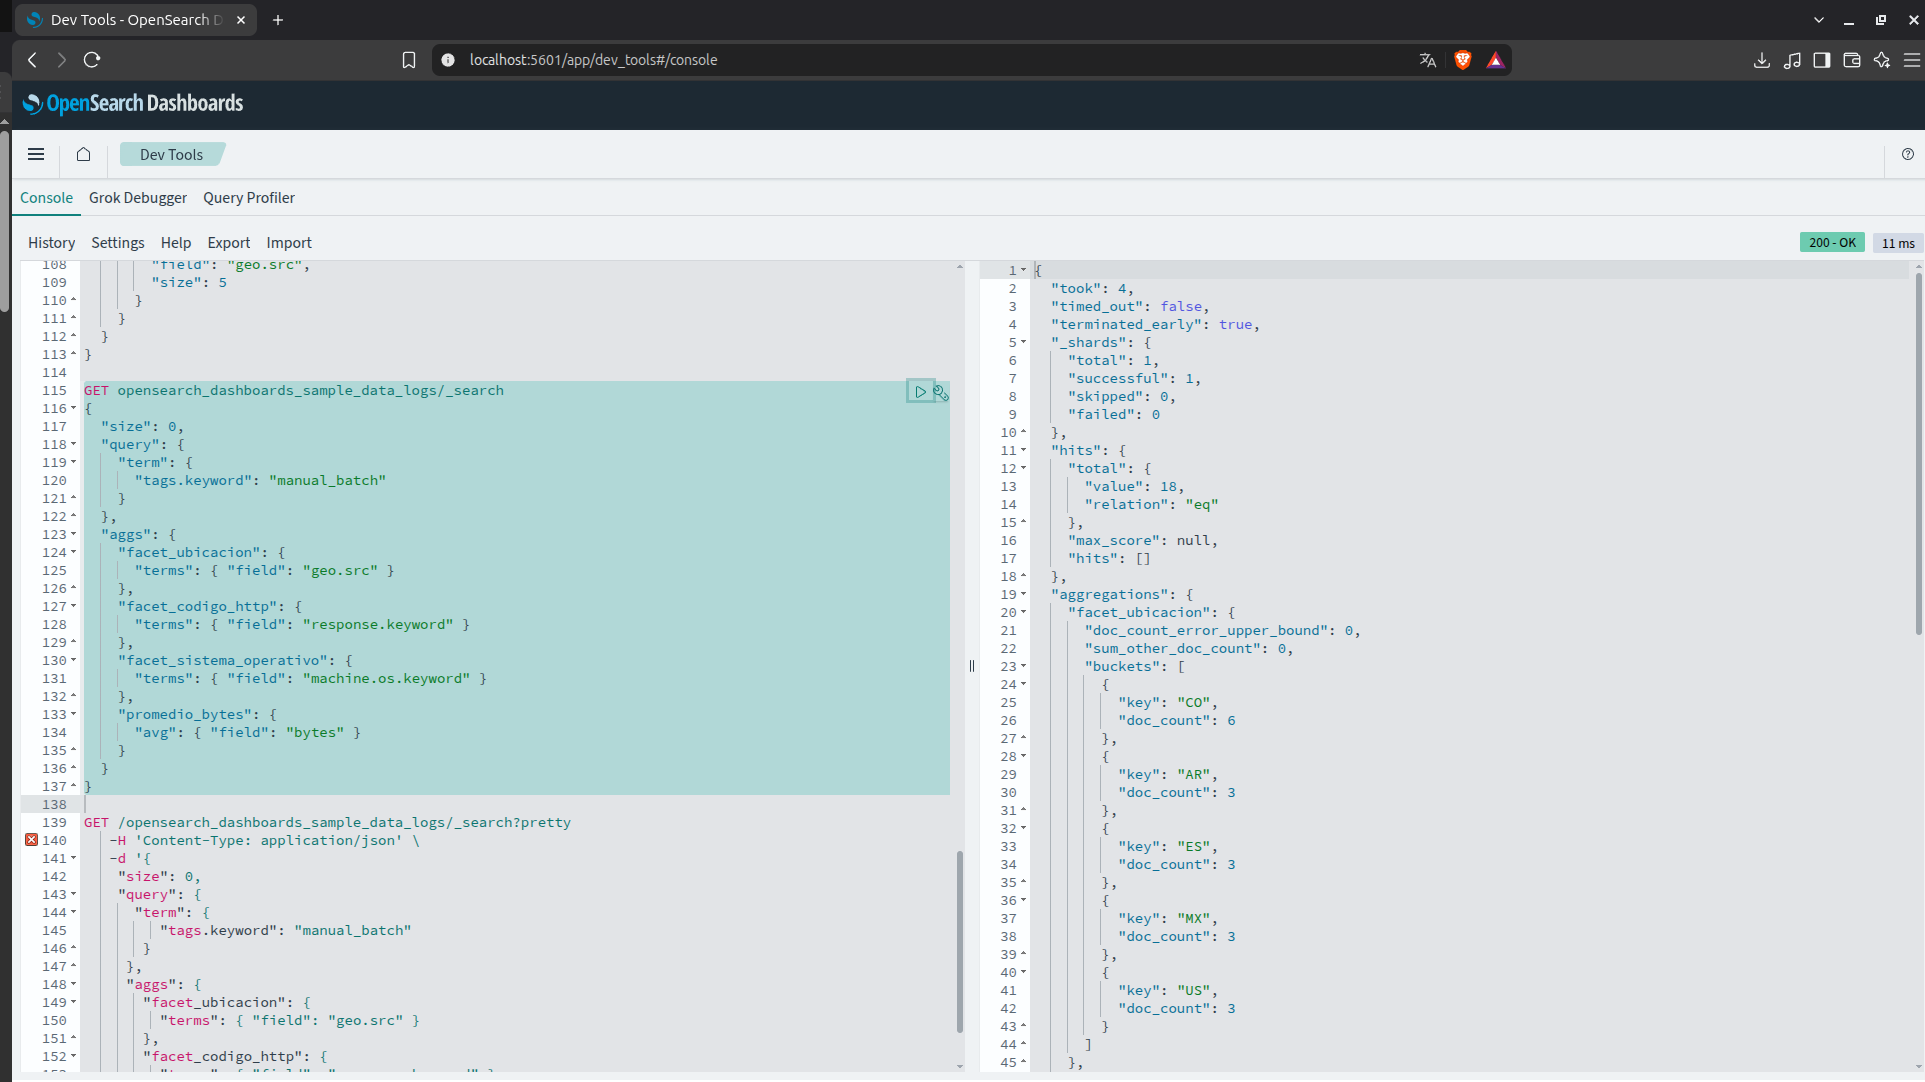 Dev Tools - OpenSearch D
localhost:5601/app/dev_tools#/console
OpenSearch Dashboards
Dev Tools
Console Grok Debugger Query Profiler
History Settings Help Export Import
200 - OK 11 ms
108 "field": "geo.src",
109 "size": 5
110 }
111 }
112 }
113 }
114
115 GET opensearch_dashboards_sample_data_logs/_search
116 {
117 "size": 0,
118 "query": {
119 "term": {
120 "tags.keyword": "manual_batch"
121 }
122 },
123 "aggs": {
124 "facet_ubicacion": {
125 "terms": { "field": "geo.src" }
126 },
127 "facet_codigo_http": {
128 "terms": { "field": "response.keyword" }
129 },
130 "facet_sistema_operativo": {
131 "terms": { "field": "machine.os.keyword" }
132 },
133 "promedio_bytes": {
134 "avg": { "field": "bytes" }
135 }
136 }
137 }
138
139 GET /opensearch_dashboards_sample_data_logs/_search?pretty
140 -H 'Content-Type: application/json' \
141 -d '{
142 "size": 0,
143 "query": {
144 "term": {
145 "tags.keyword": "manual_batch"
146 }
147 },
148 "aggs": {
149 "facet_ubicacion": {
150 "terms": { "field": "geo.src" }
151 },
152 "facet_codigo_http": {
1 {
2 "took": 4,
3 "timed_out": false,
4 "terminated_early": true,
5 "_shards": {
6 "total": 1,
7 "successful": 1,
8 "skipped": 0,
9 "failed": 0
10 },
11 "hits": {
12 "total": {
13 "value": 18,
14 "relation": "eq"
15 },
16 "max_score": null,
17 "hits": []
18 },
19 "aggregations": {
20 "facet_ubicacion": {
21 "doc_count_error_upper_bound": 0,
22 "sum_other_doc_count": 0,
23 "buckets": [
24 {
25 "key": "CO",
26 "doc_count": 6
27 },
28 {
29 "key": "AR",
30 "doc_count": 3
31 },
32 {
33 "key": "ES",
34 "doc_count": 3
35 },
36 {
37 "key": "MX",
38 "doc_count": 3
39 },
40 {
41 "key": "US",
42 "doc_count": 3
43 }
44 ]
45 },